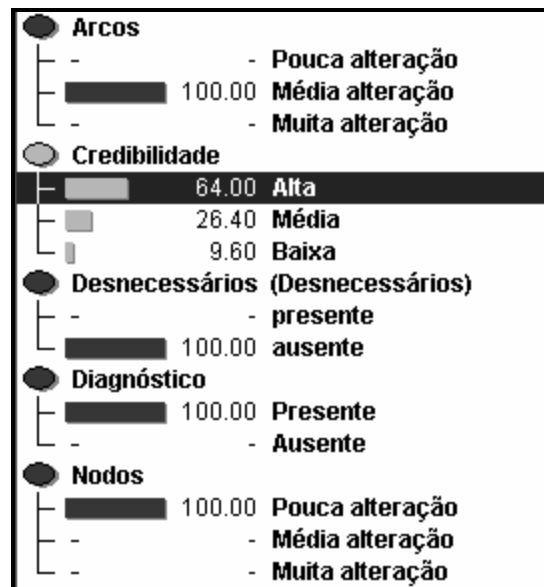 Arcos
- - Pouca alteração
100.00 Média alteração
- - Muita alteração
Credibilidade
64.00 Alta
26.40 Média
9.60 Baixa
Desnecessários (Desnecessários)
- - presente
100.00 ausente
Diagnóstico
100.00 Presente
- - Ausente
Nodos
100.00 Pouca alteração
- - Média alteração
- - Muita alteração